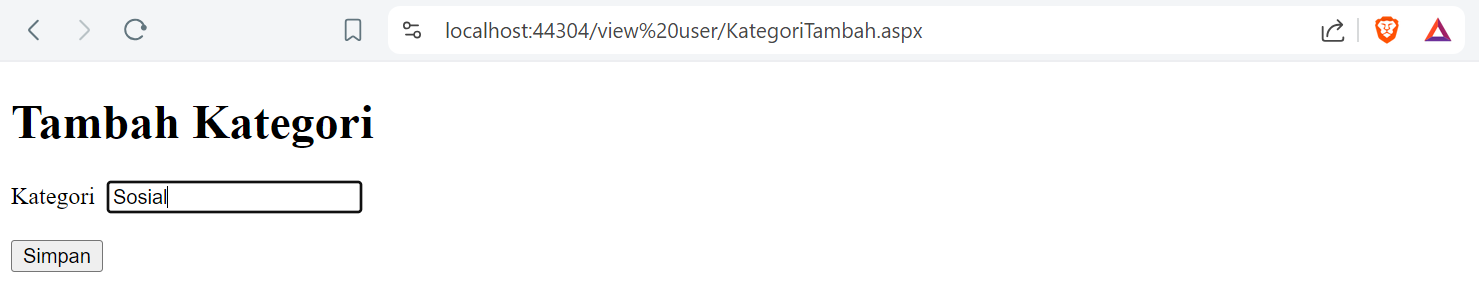 localhost:44304/view%20user/KategoriTambah.aspx
Tambah Kategori
Kategori Sosial
Simpan